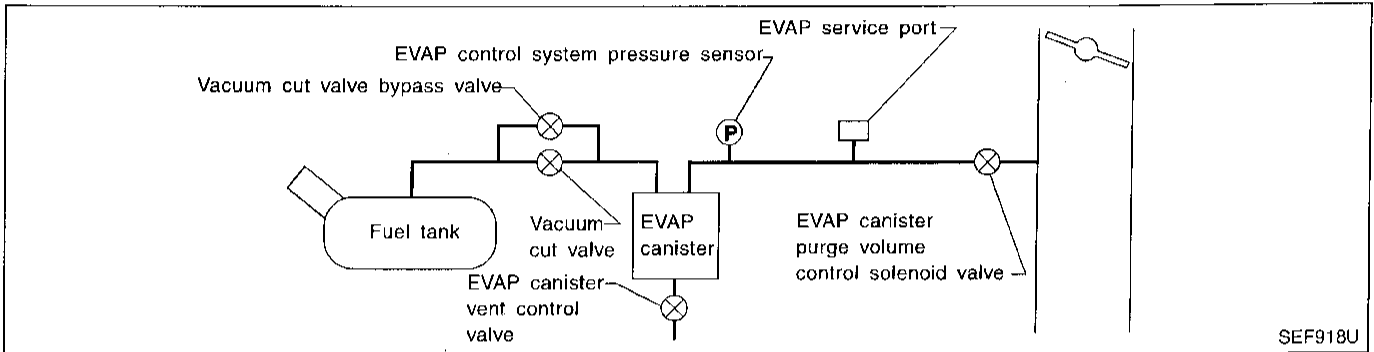 EVAP service port
EVAP control system pressure sensor
Vacuum cut valve bypass valve
P
Fuel tank
Vacuum
cut valve
EVAP
canister
EVAP canister
purge volume
control solenoid valve
EVAP canister
vent control
valve
SEF918U